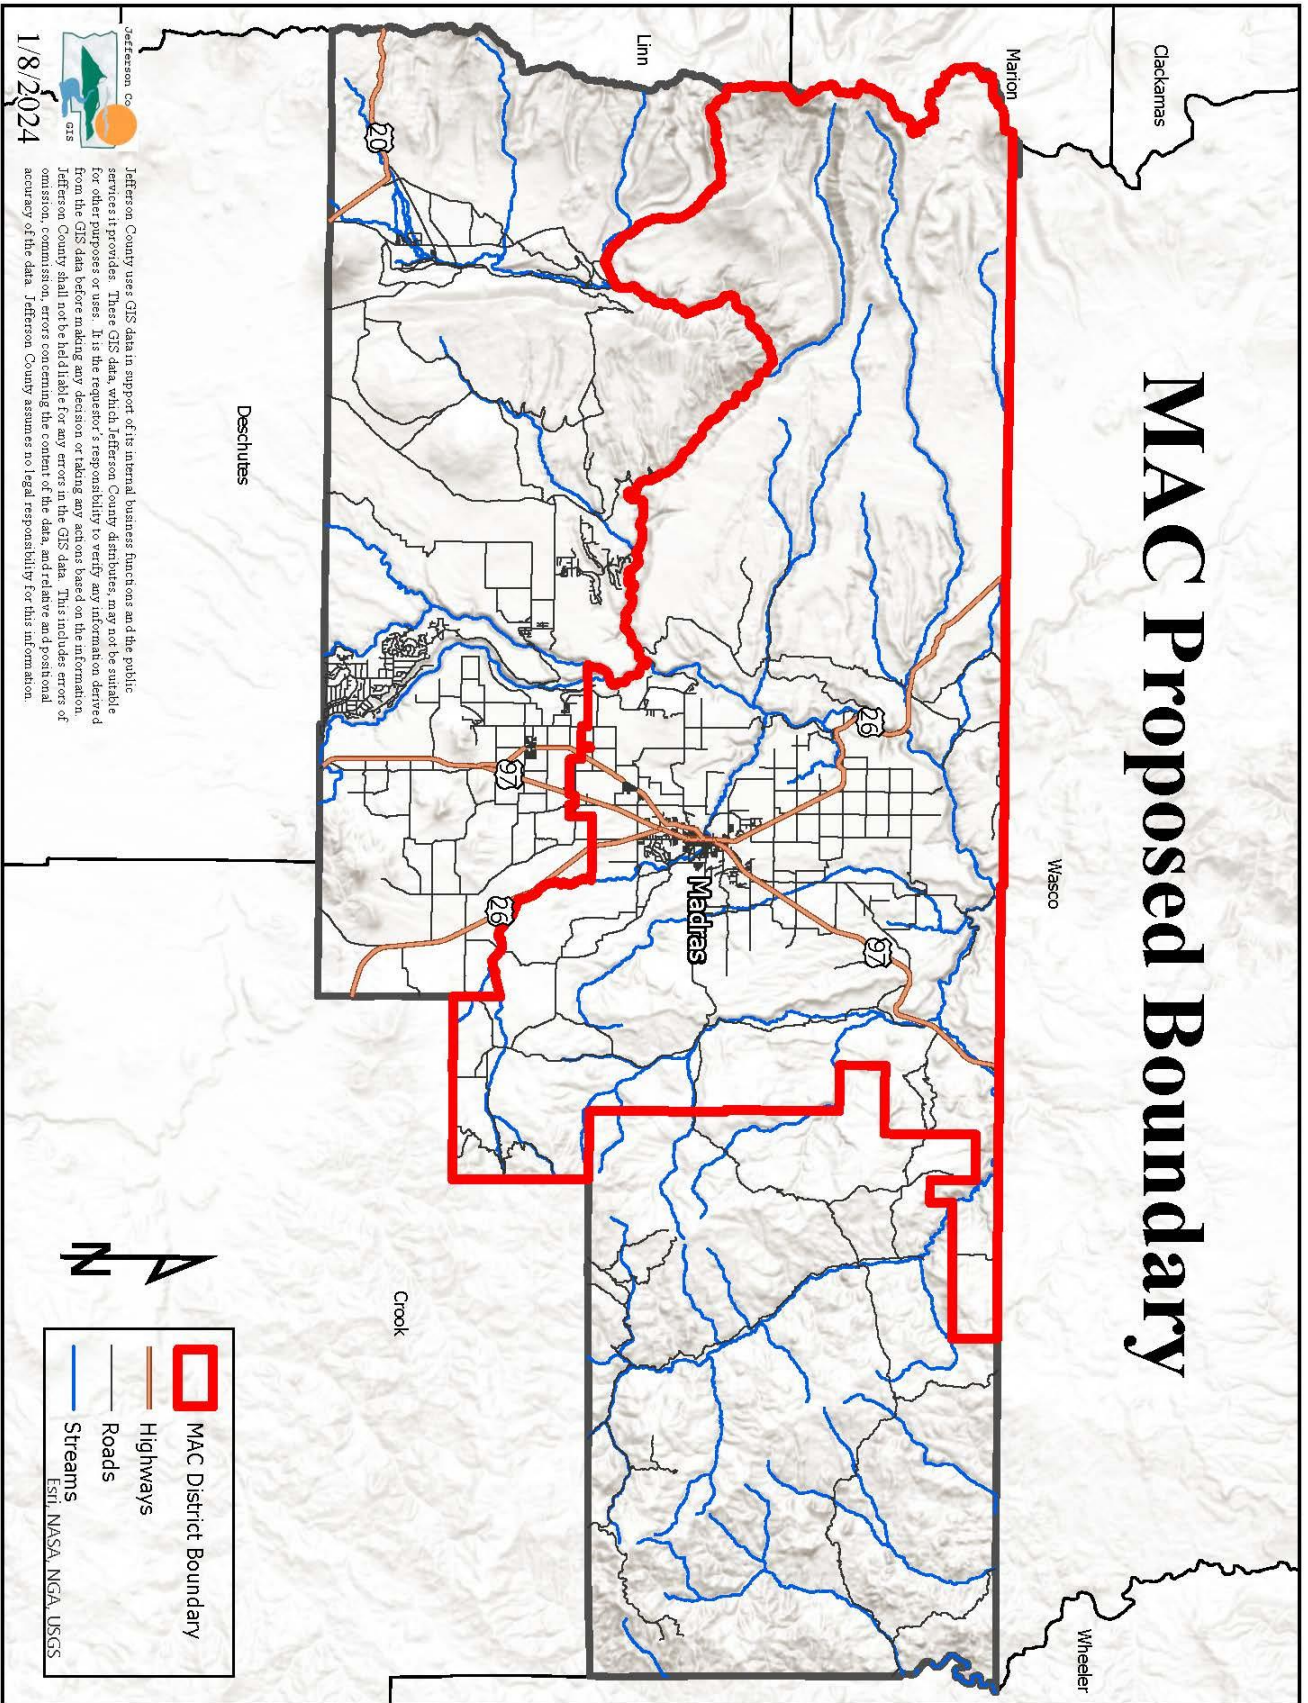 MAC Proposed Boundary
Clackamas
Marion
Linn
Wasco
Wheeler
20
26
97
97
Madras
26
Deschutes
Crook
Jefferson Co
GIS
1/8/2024
Jefferson County uses GIS data in support of its internal business functions and the public
services it provides. These GIS data, which Jefferson County distributes, may not be suitable
for other purposes or uses. It is the requestor's responsibility to verify any information derived
from the GIS data before making any decision or taking any actions based on the information.
Jefferson County shall not be held liable for any errors in the GIS data. This includes errors of
omission, commission, errors concerning the content of the data, and relative and positional
accuracy of the data. Jefferson County assumes no legal responsibility for this information.
N
MAC District Boundary
Highways
Roads
Streams
Esri, NASA, NGA, USGS